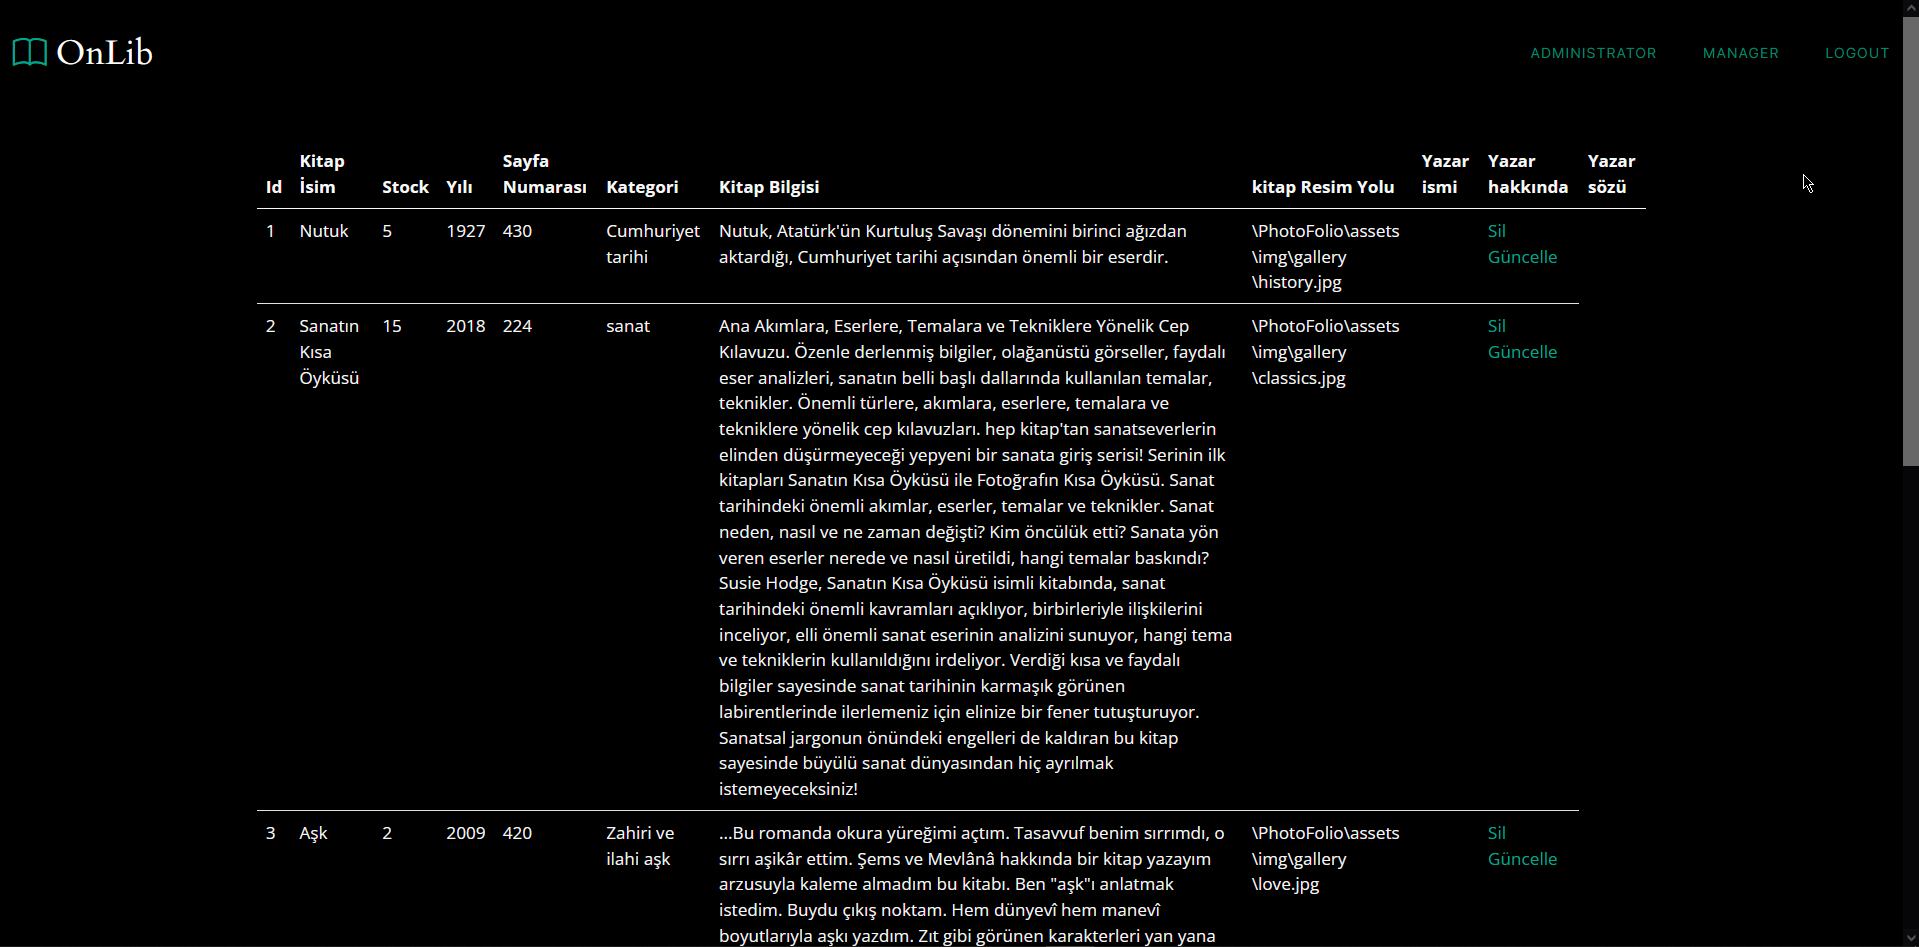 OnLib
ADMINISTRATOR MANAGER LOGOUT
Id Kitap İsim Stock Yılı Sayfa Numarası Kategori Kitap Bilgisi kitap Resim Yolu Yazar ismi Yazar hakkında Yazar sözü
1 Nutuk 5 1927 430 Cumhuriyet tarihi
Nutuk, Atatürk'ün Kurtuluş Savaşı dönemini birinci ağızdan
aktardığı, Cumhuriyet tarihi açısından önemli bir eserdir.
\PhotoFolio\assets
\img\gallery
\history.jpg
Sil
Güncelle
2 Sanatın Kısa Öyküsü 15 2018 224 sanat
Ana Akımlara, Eserlere, Temalara ve Tekniklere Yönelik Cep
Kılavuzu. Özenle derlenmiş bilgiler, olağanüstü görseller, faydalı
eser analizleri, sanatın belli başlı dallarında kullanılan temalar,
teknikler. Önemli türlere, akımlara, eserlere, temalara ve
tekniklere yönelik cep kılavuzları. hep kitap'tan sanatseverlerin
elinden düşürmeyeceği yepyeni bir sanata giriş serisi! Serinin ilk
kitapları Sanatın Kısa Öyküsü ile Fotoğrafın Kısa Öyküsü. Sanat
tarihindeki önemli akımlar, eserler, temalar ve teknikler. Sanat
neden, nasıl ve ne zaman değişti? Kim öncülük etti? Sanata yön
veren eserler nerede ve nasıl üretildi, hangi temalar baskındı?
Susie Hodge, Sanatın Kısa Öyküsü isimli kitabında, sanat
tarihindeki önemli kavramları açıklıyor, birbirleriyle ilişkilerini
inceliyor, elli önemli sanat eserinin analizini sunuyor, hangi tema
ve tekniklerin kullanıldığını irdeliyor. Verdiği kısa ve faydalı
bilgiler sayesinde sanat tarihinin karmaşık görünen
labirentlerinde ilerlemeniz için elinize bir fener tutuşturuyor.
Sanatsal jargonun önündeki engelleri de kaldıran bu kitap
sayesinde büyülü sanat dünyasından hiç ayrılmak
istemeyeceksiniz!
\PhotoFolio\assets
\img\gallery
\classics.jpg
Sil
Güncelle
3 Aşk 2 2009 420 Zahiri ve ilahi aşk
...Bu romanda okura yüreğimi açtım. Tasavvuf benim sırrımdı, o
sırrı aşikâr ettim. Şems ve Mevlânâ hakkında bir kitap yazayım
arzusuyla kaleme almadım bu kitabı. Ben "aşk"ı anlatmak
istedim. Buydu çıkış noktam. Hem dünyevî hem manevî
boyutlarıyla aşkı yazdım. Zıt gibi görünen karakterleri yan yana
\PhotoFolio\assets
\img\gallery
\love.jpg
Sil
Güncelle